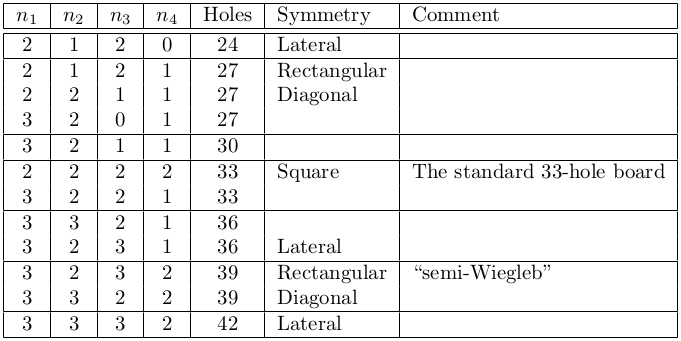 n₁ n₂ n₃ n₄ Holes Symmetry Comment
2 1 2 0 24 Lateral
2 1 2 1 27 Rectangular
2 2 1 1 27 Diagonal
3 2 0 1 27
3 2 1 1 30
2 2 2 2 33 Square The standard 33-hole board
3 2 2 1 33
3 3 2 1 36
3 2 3 1 36 Lateral
3 2 3 2 39 Rectangular “semi-Wiegleb”
3 3 2 2 39 Diagonal
3 3 3 2 42 Lateral